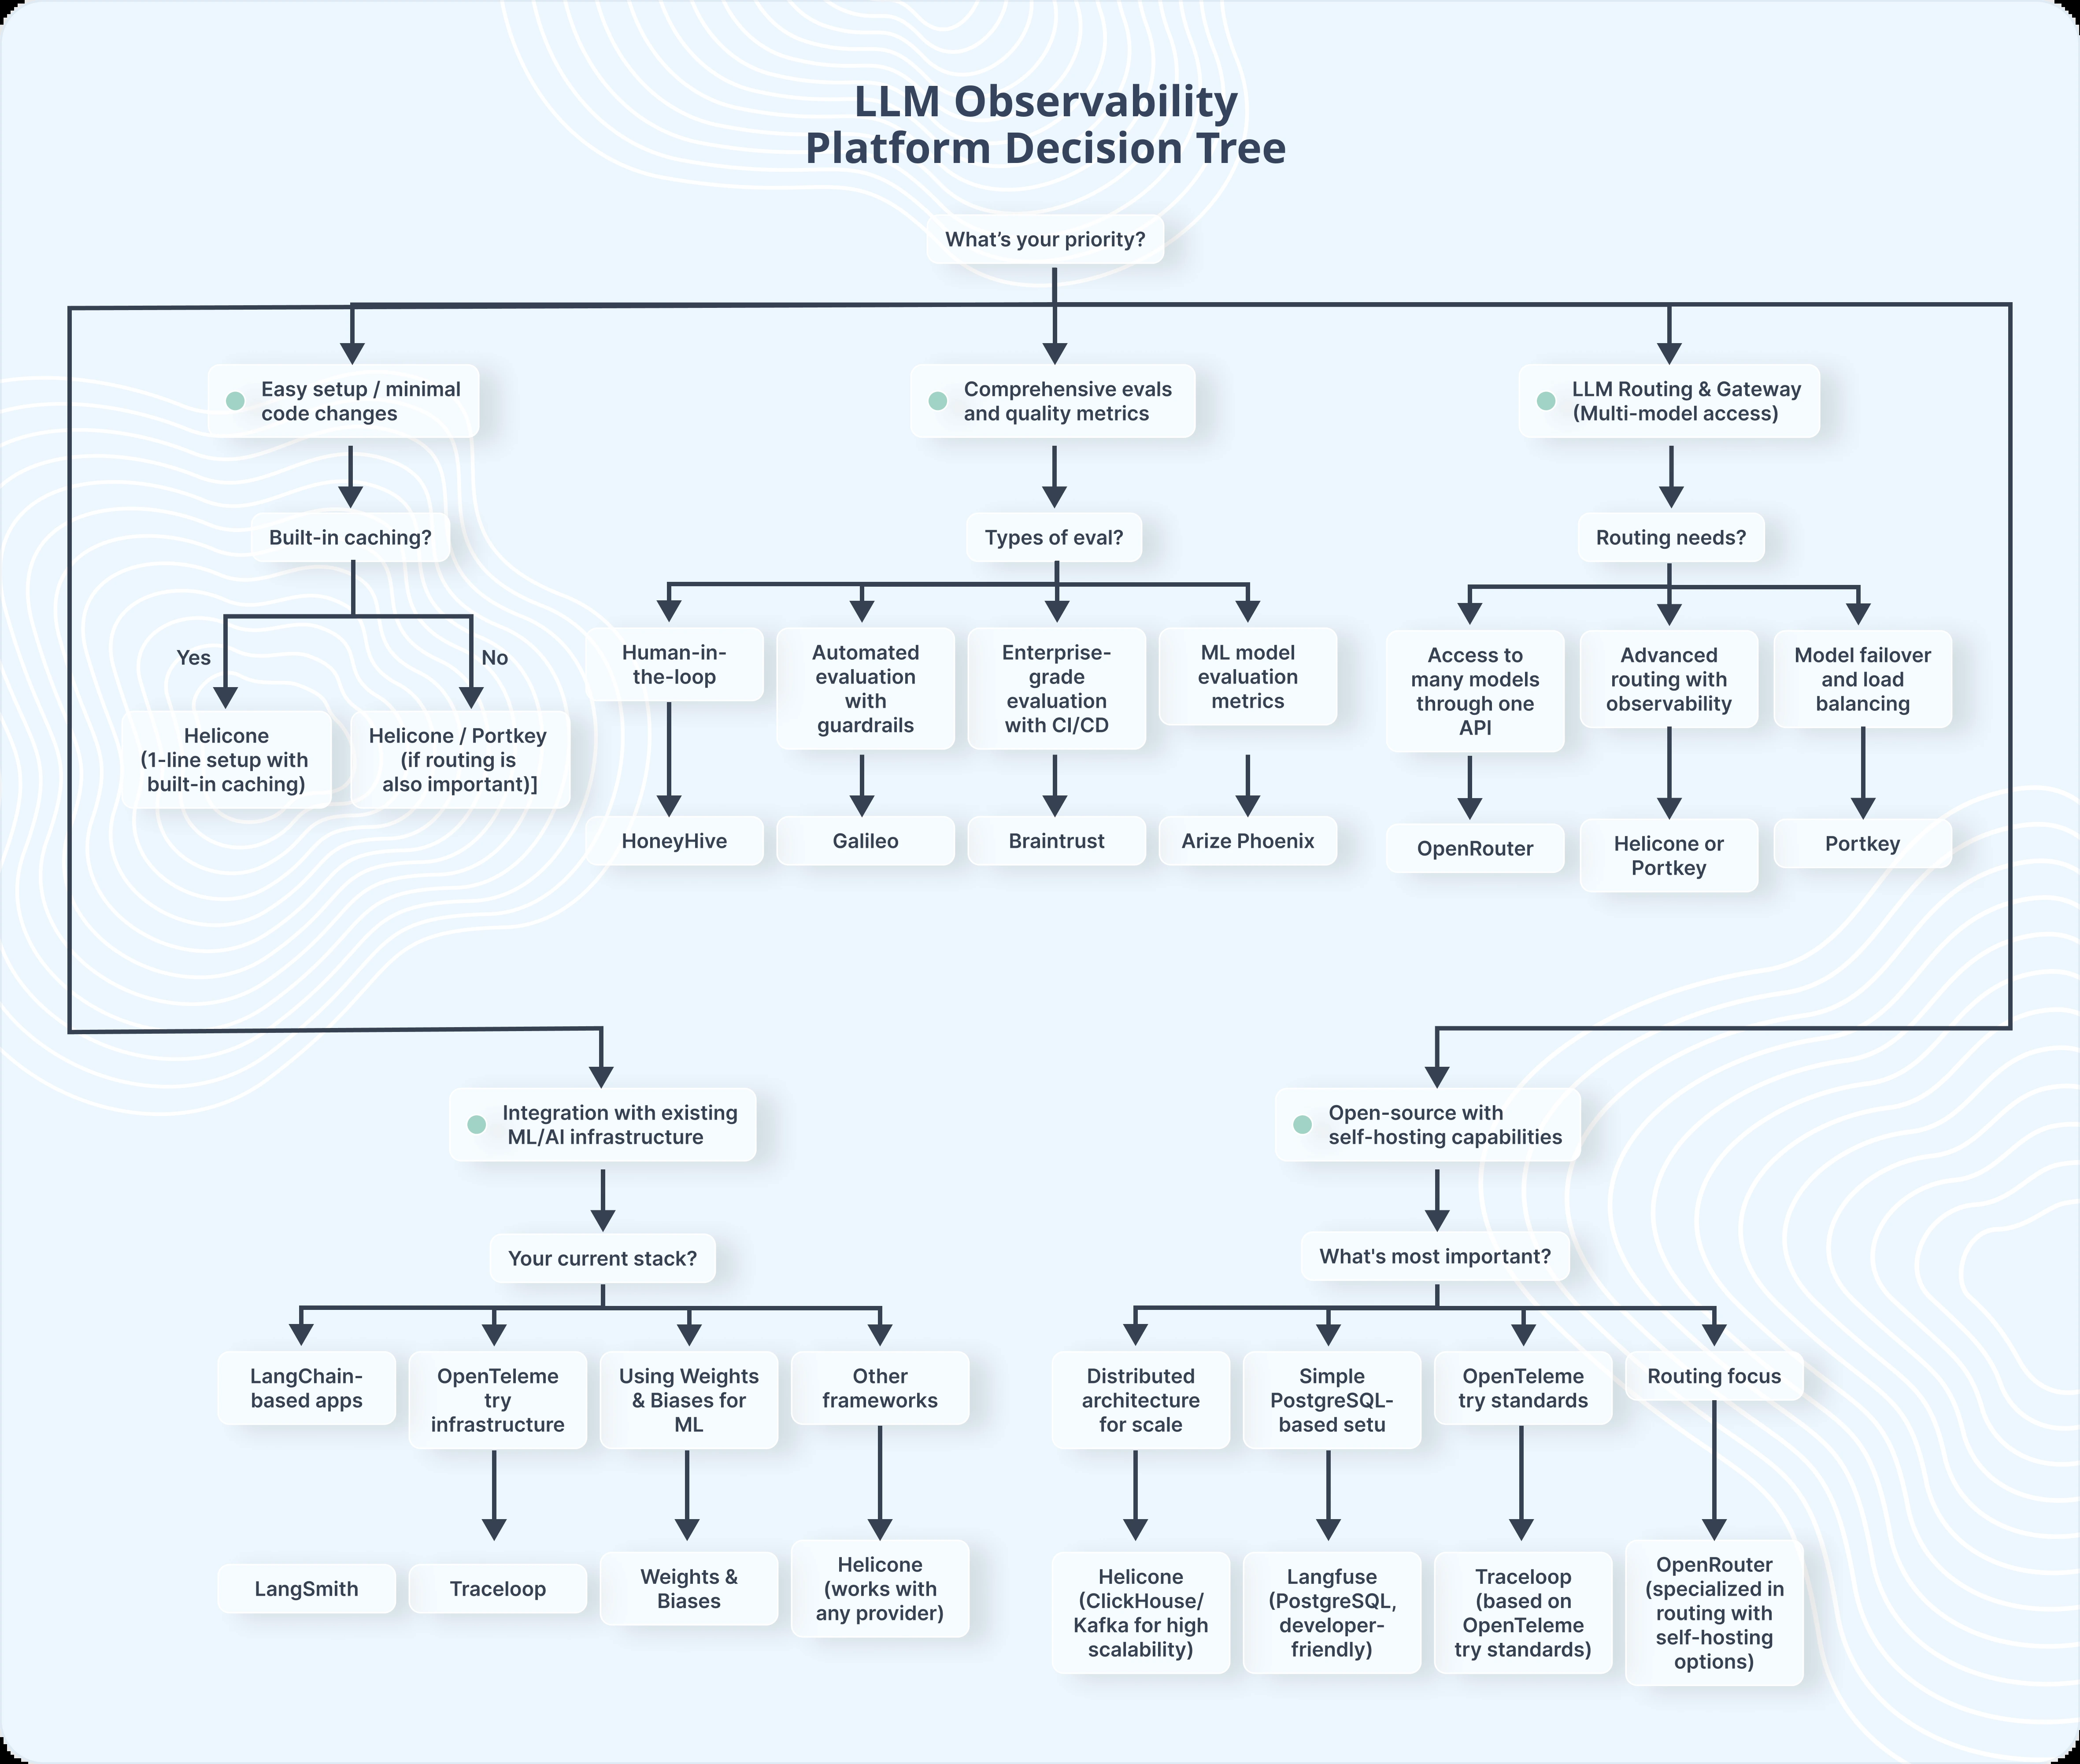 LLM Observability
Platform Decision Tree
What’s your priority?
Easy setup / minimal
code changes
Comprehensive evals
and quality metrics
LLM Routing & Gateway
(Multi-model access)
Built-in caching?
Types of eval?
Routing needs?
Yes
No
Helicone
(1-line setup with
built-in caching)
Helicone / Portkey
(if routing is
also important)]
Human-in-
the-loop
Automated
evaluation
with
guardrails
Enterprise-
grade
evaluation
with CI/CD
ML model
evaluation
metrics
Access to
many models
through one
API
Advanced
routing with
observability
Model failover
and load
balancing
HoneyHive
Galileo
Braintrust
Arize Phoenix
OpenRouter
Helicone or
Portkey
Portkey
Integration with existing
ML/AI infrastructure
Open-source with
self-hosting capabilities
Your current stack?
What's most important?
LangChain-
based apps
OpenTeleme
try
infrastructure
Using Weights
& Biases for
ML
Other
frameworks
Distributed
architecture
for scale
Simple
PostgreSQL-
based setu
OpenTeleme
try standards
Routing focus
LangSmith
Traceloop
Weights &
Biases
Helicone
(works with
any provider)
Helicone
(ClickHouse/
Kafka for high
scalability)
Langfuse
(PostgreSQL,
developer-
friendly)
Traceloop
(based on
OpenTeleme
try standards)
OpenRouter
(specialized in
routing with
self-hosting
options)